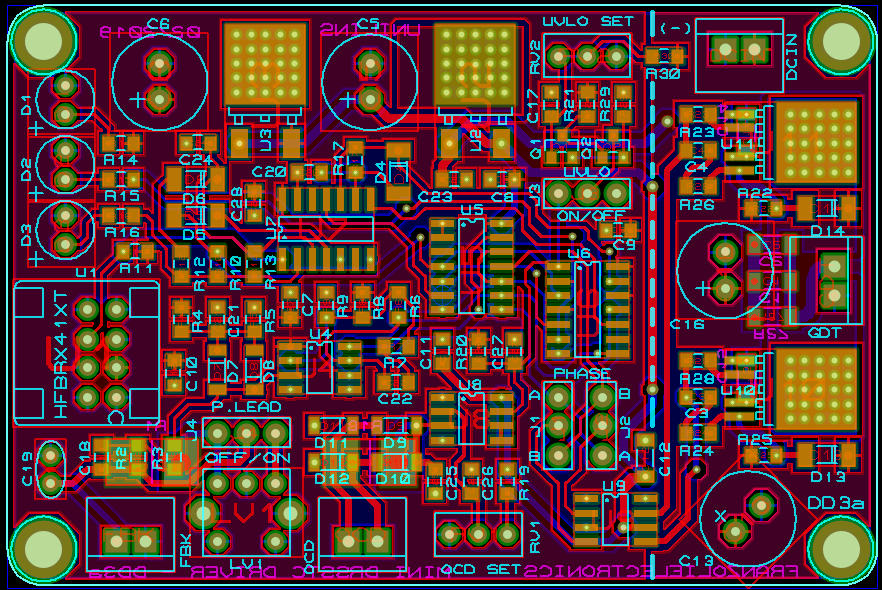 C6
C5
UVLO SET
(-)
DCIN
RV2
R30
D1
U3
U2
C17
R21
R29
R23
U11
R14
C24
R17
Q1
Q2
C4
D2
C20
D4
UVLO
R15
D6
C28
C23
C8
J3
R26
R22
D3
R16
D5
U7
U5
ON/OFF
C9
D14
R11
R12
R10
R13
U6
U1
HFBRX41XT
R4
C21
R5
C7
R9
R8
R6
C16
GDT
U4
C11
R20
C27
C10
D7
D8
R7
C22
U8
PHASE
R28
U10
C3
P.LEAD
A
B
J4
J1
J2
R24
R25
OFF/ON
D11
D9
B
A
C12
C19
C18
R2
R3
D12
D10
C25
C26
R19
D13
U9
DD3a
LV1
FBK
OCD
RV1
LV1
OCD SET
C13
MINI DRSSTC DRIVER